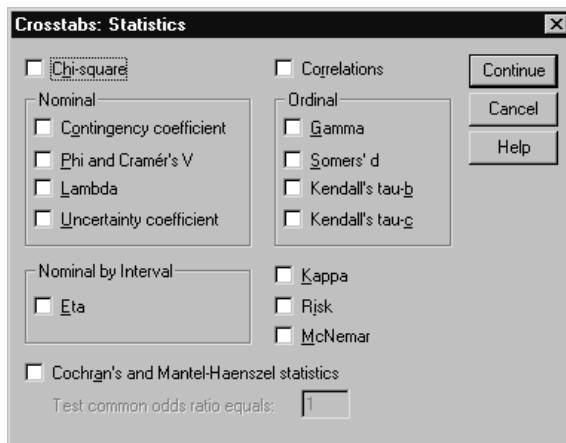 Crosstabs: Statistics
Chi-square
Correlations
Continue
Cancel
Help
Nominal
Contingency coefficient
Phi and Cramér's V
Lambda
Uncertainty coefficient
Ordinal
Gamma
Somers' d
Kendall's tau-b
Kendall's tau-c
Nominal by Interval
Eta
Kappa
Risk
McNemar
Cochran's and Mantel-Haenszel statistics
Test common odds ratio equals: 1